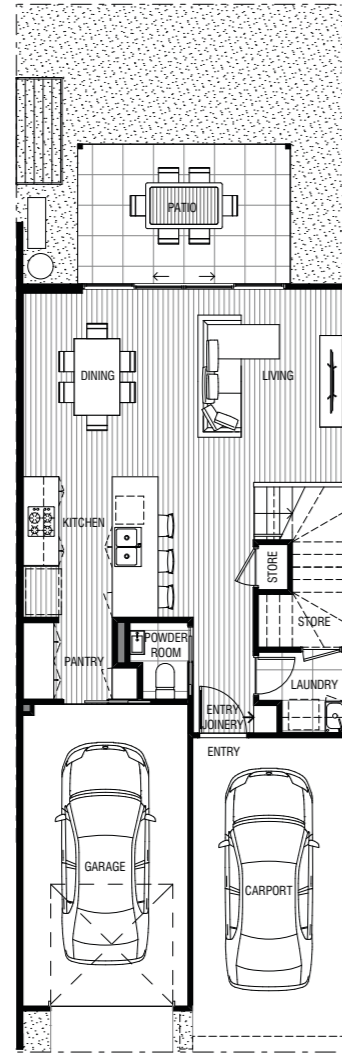 PATIO
DINING
LIVING
KITCHEN
STORE
STORE
POWDER
ROOM
PANTRY
LAUNDRY
ENTRY
JOINERY
ENTRY
GARAGE
CARPORT